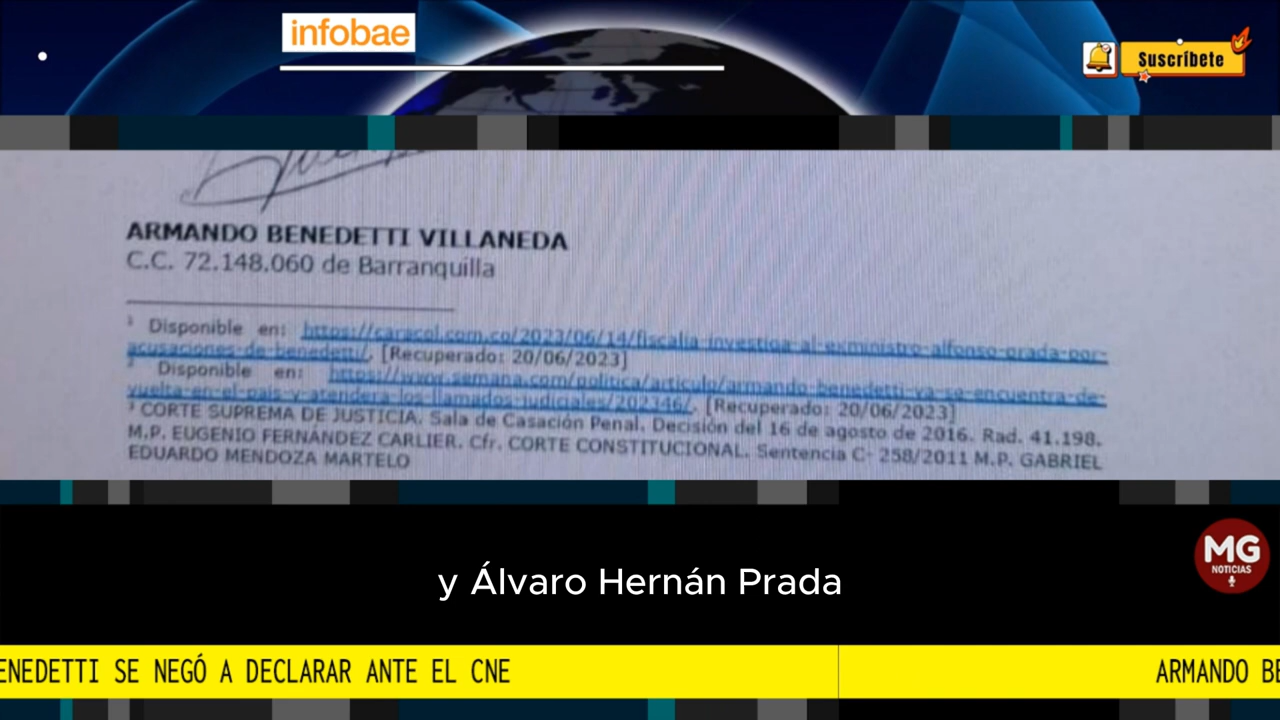 infobae
Suscríbete
ARMANDO BENEDETTI VILLANEDA
C.C. 72.148.060 de Barranquilla
¹ Disponible en: https://caracol.com.co/2023/06/14/fiscalia-investiga-al-exministro-alfonso-prada-por-
acusaciones-de-benedetti/. [Recuperado: 20/06/2023]
² Disponible en: https://www.semana.com/politica/articulo/armando-benedetti-ya-se-encuentra-de-
vuelta-en-el-pais-y-atendera-los-llamados-judiciales/202346/. [Recuperado: 20/06/2023]
³ CORTE SUPREMA DE JUSTICIA. Sala de Casación Penal. Decisión del 16 de agosto de 2016. Rad. 41.198.
M.P. EUGENIO FERNÁNDEZ CARLIER. Cfr. CORTE CONSTITUCIONAL. Sentencia C- 258/2011 M.P. GABRIEL
EDUARDO MENDOZA MARTELO
MG
NOTICIAS
y Álvaro Hernán Prada
ENEDETTI SE NEGÓ A DECLARAR ANTE EL CNE
ARMANDO BE